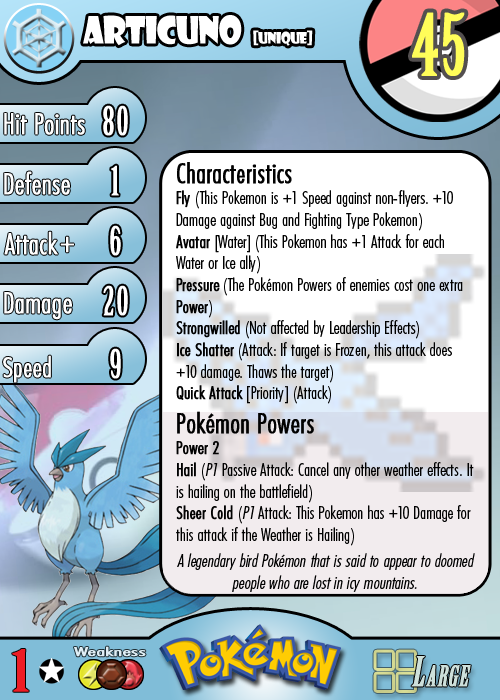 ARTICUNO [UNIQUE]
45
Hit Points 80
Defense 1
Attack+ 6
Damage 20
Speed 9
Characteristics
Fly (This Pokemon is +1 Speed against non-flyers. +10
Damage against Bug and Fighting Type Pokemon)
Avatar [Water] (This Pokemon has +1 Attack for each
Water or Ice ally)
Pressure (The Pokémon Powers of enemies cost one extra
Power)
Strongwilled (Not affected by Leadership Effects)
Ice Shatter (Attack: If target is Frozen, this attack does
+10 damage. Thaws the target)
Quick Attack [Priority] (Attack)
Pokémon Powers
Power 2
Hail (P1 Passive Attack: Cancel any other weather effects. It
is hailing on the battlefield)
Sheer Cold (P1 Attack: This Pokemon has +10 Damage for
this attack if the Weather is Hailing)
A legendary bird Pokémon that is said to appear to doomed
people who are lost in icy mountains.
1
Weakness
POKéMON
LARGE